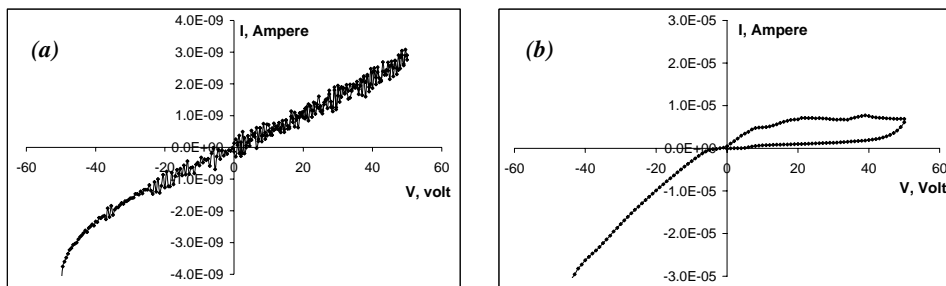 (a)
I, Ampere
4.0E-09
3.0E-09
2.0E-09
1.0E-09
0.0E+00
-1.0E-09
-2.0E-09
-3.0E-09
-4.0E-09
-60 -40 -20 0 20 40 60
V, volt
(b)
I, Ampere
3.0E-05
2.0E-05
1.0E-05
0.0E+00
-1.0E-05
-2.0E-05
-3.0E-05
-60 -40 -20 0 20 40 60
V, Volt